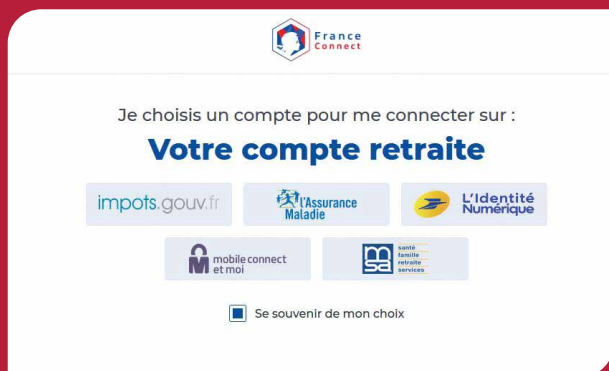 France
Connect
Je choisis un compte pour me connecter sur :
Votre compte retraite
impots.gouv.fr
l'Assurance
Maladie
L'Identité
Numérique
mobile connect
et moi
msa
santé
famille
retraite
services
Se souvenir de mon choix